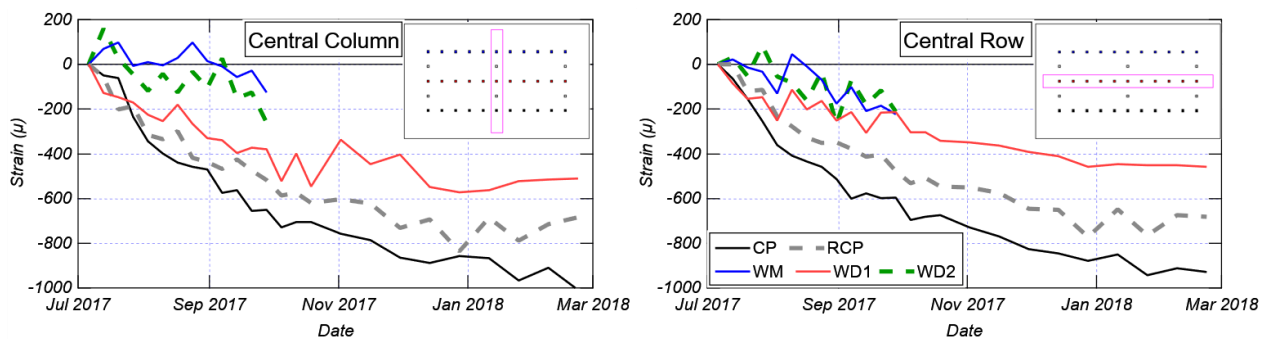 Central Column
200
0
-200
-400
-600
-800
-1000
Strain (μ)
Jul 2017
Sep 2017
Nov 2017
Jan 2018
Mar 2018
Date
Central Row
200
0
-200
-400
-600
-800
-1000
Strain (μ)
CP RCP
WM WD1 WD2
Jul 2017
Sep 2017
Nov 2017
Jan 2018
Mar 2018
Date